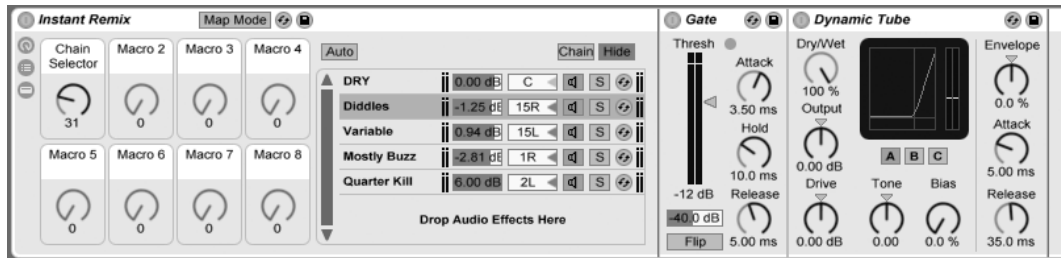 Instant Remix Map Mode
Chain Selector Macro 2 Macro 3 Macro 4
31 0 0 0
Macro 5 Macro 6 Macro 7 Macro 8
0 0 0 0
Auto Chain Hide
DRY 0.00 dB C S
Diddles -1.25 dB 15R S
Variable 0.94 dB 15L S
Mostly Buzz -2.81 dB 1R S
Quarter Kill 6.00 dB 2L S
Drop Audio Effects Here
Gate
Thresh
-12 dB
-40.0 dB
Flip
Attack
3.50 ms
Hold
10.0 ms
Release
5.00 ms
Dynamic Tube
Dry/Wet
100 %
Output
0.00 dB
Drive
0.00 dB
A B C
Tone
0.00
Bias
0.0 %
Envelope
0.0 %
Attack
5.00 ms
Release
35.0 ms